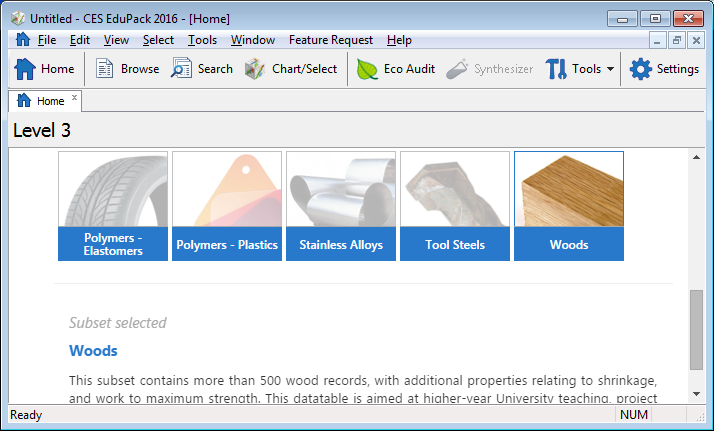 Untitled - CES EduPack 2016 - [Home]
File Edit View Select Tools Window Feature Request Help
Home Browse Search Chart/Select Eco Audit Synthesizer Tools Settings
Home x
Level 3
Polymers - Elastomers
Polymers - Plastics
Stainless Alloys
Tool Steels
Woods
Subset selected
Woods
This subset contains more than 500 wood records, with additional properties relating to shrinkage,
and work to maximum strength. This datatable is aimed at higher-year University teaching, project
Ready NUM